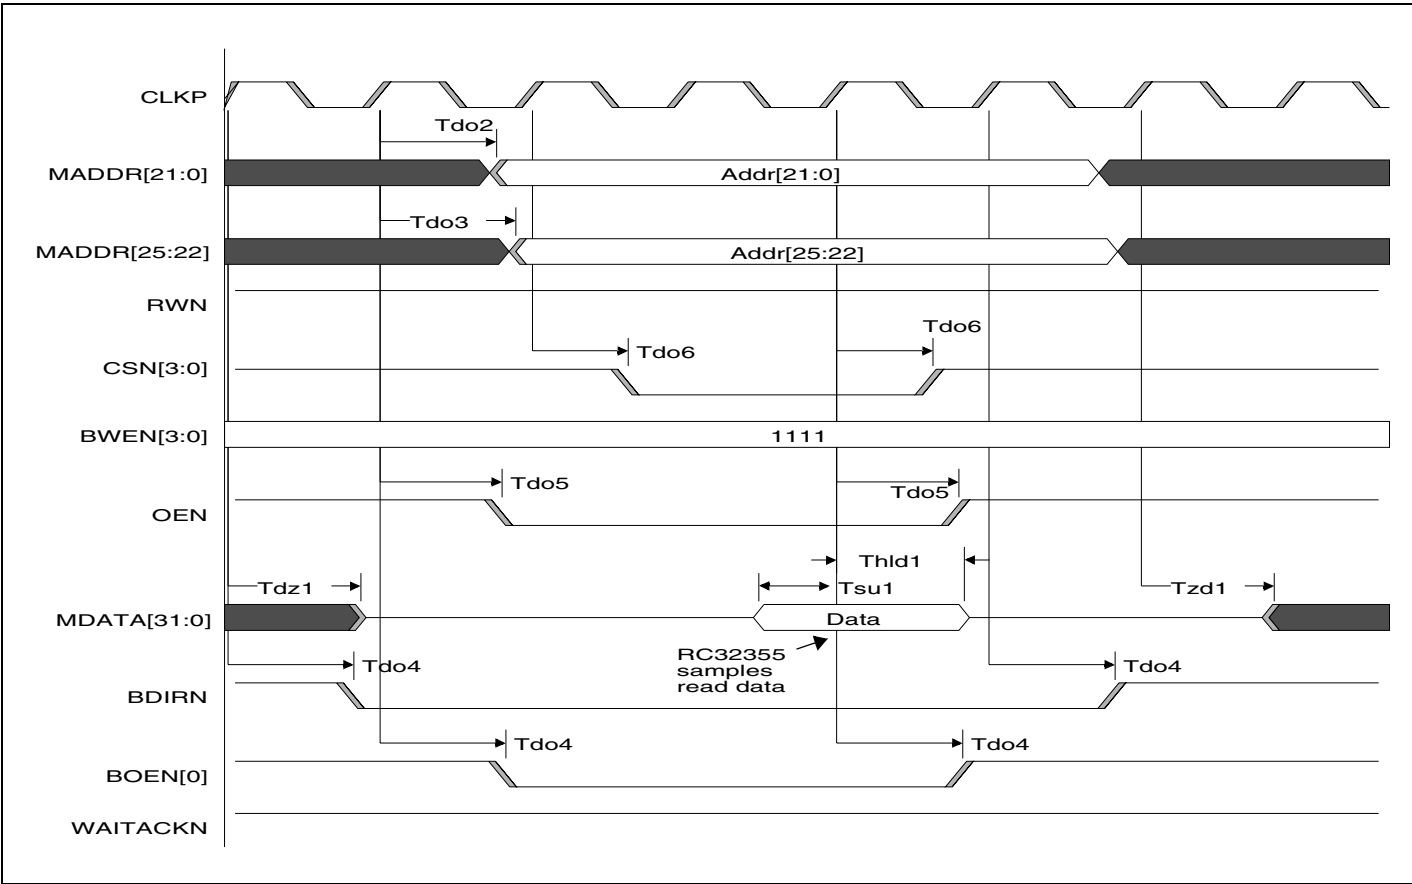 CLKP
Tdo2
MADDR[21:0]
Addr[21:0]
Tdo3
MADDR[25:22]
Addr[25:22]
RWN
Tdo6
Tdo6
CSN[3:0]
BWEN[3:0]
1111
Tdo5
Tdo5
OEN
Thld1
Tdz1
Tsu1
Tzd1
MDATA[31:0]
Data
RC32355
samples
read data
Tdo4
Tdo4
BDIRN
Tdo4
Tdo4
BOEN[0]
WAITACKN